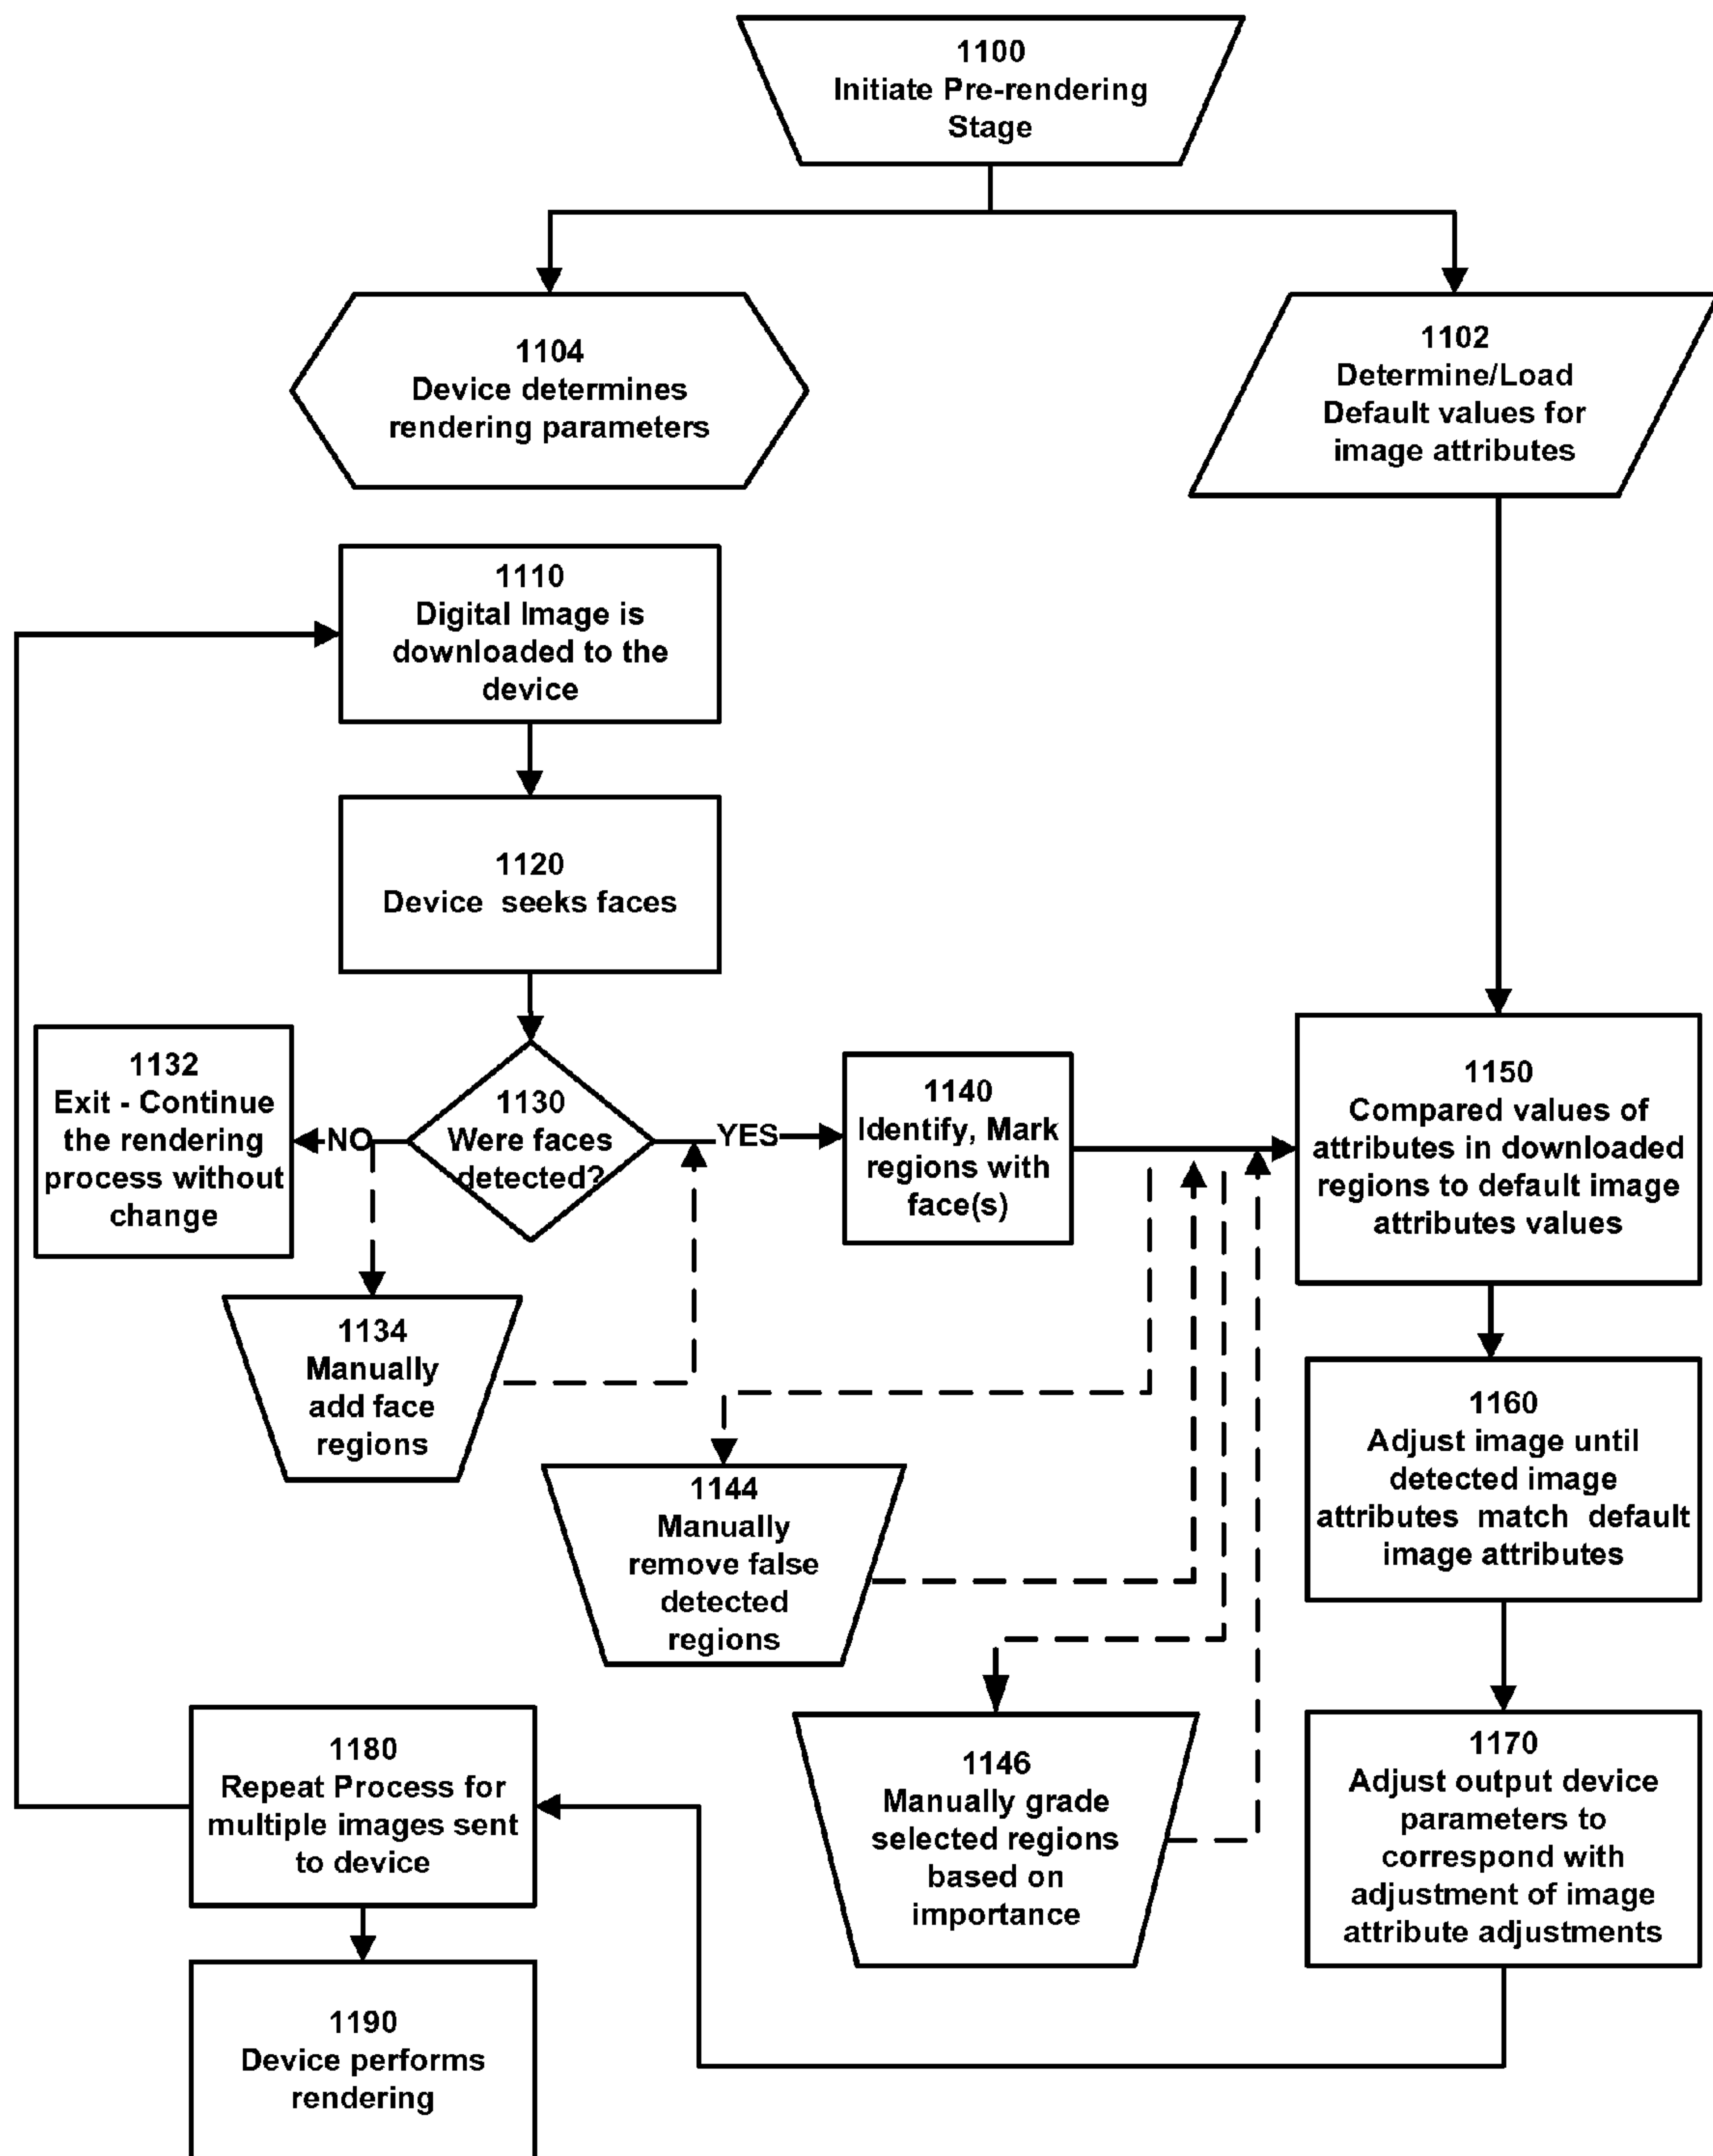 1100
Initiate Pre-rendering
Stage
1104
Device determines
rendering parameters
1102
Determine/Load
Default values for
image attributes
1110
Digital Image is
downloaded to the
device
1120
Device seeks faces
1132
Exit - Continue
the rendering
process without
change
NO
1130
Were faces
detected?
YES
1140
Identify, Mark
regions with
face(s)
1150
Compared values of
attributes in downloaded
regions to default image
attributes values
1134
Manually
add face
regions
1144
Manually
remove false
detected
regions
1160
Adjust image until
detected image
attributes match default
image attributes
1146
Manually grade
selected regions
based on
importance
1170
Adjust output device
parameters to
correspond with
adjustment of image
attribute adjustments
1180
Repeat Process for
multiple images sent
to device
1190
Device performs
rendering